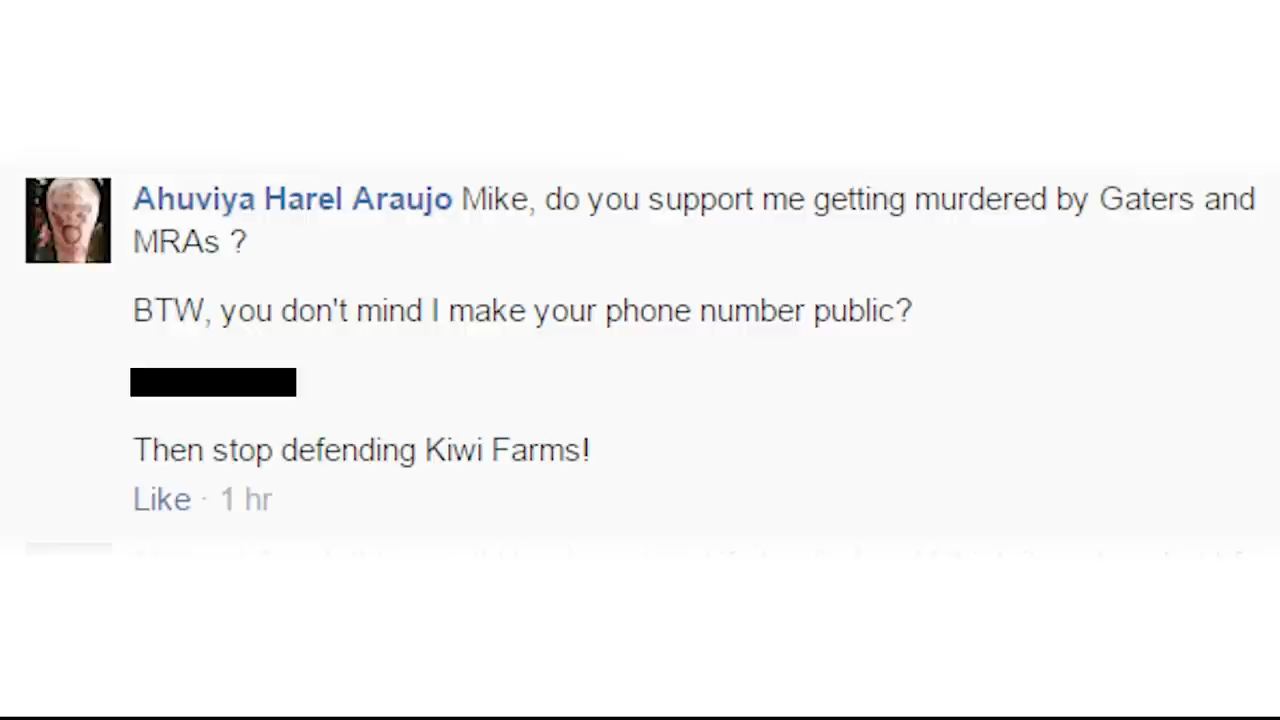 Ahuviya Harel Araujo Mike, do you support me getting murdered by Gaters and
MRAs ?
BTW, you don't mind I make your phone number public?
Then stop defending Kiwi Farms!
Like · 1 hr